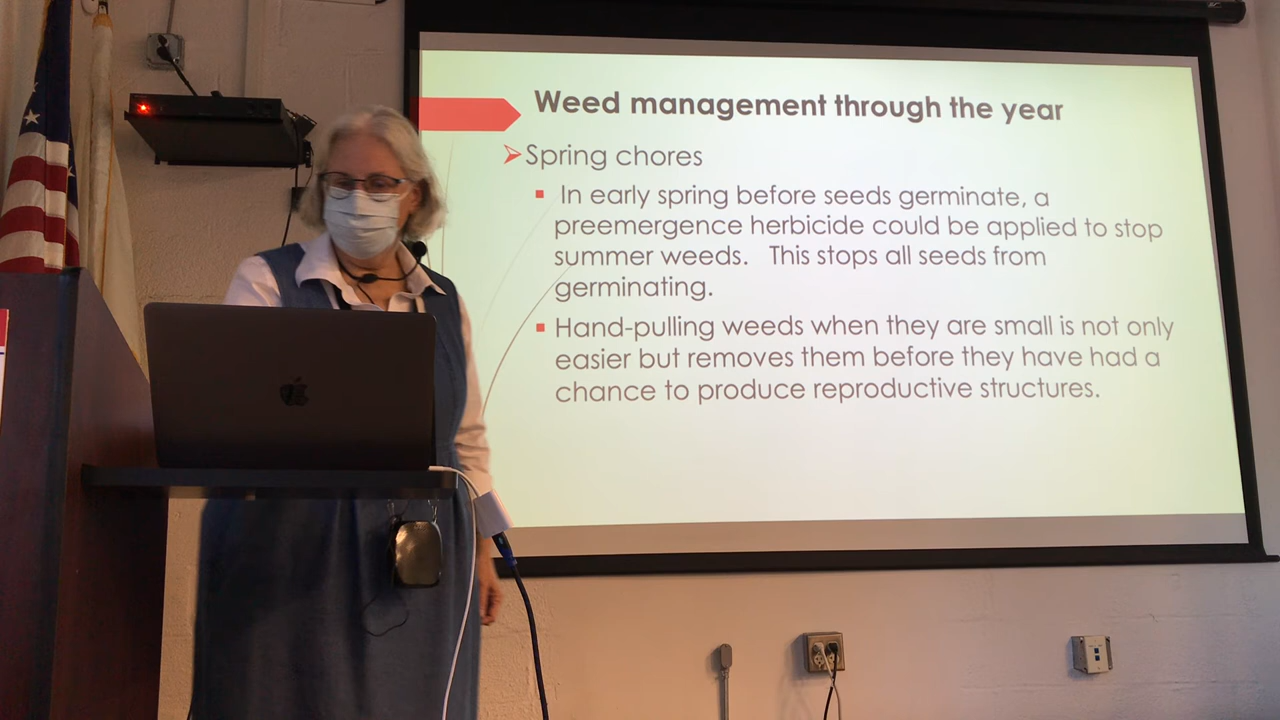 Weed management through the year
Spring chores
In early spring before seeds germinate, a
preemergence herbicide could be applied to stop
summer weeds. This stops all seeds from
germinating.
Hand-pulling weeds when they are small is not only
easier but removes them before they have had a
chance to produce reproductive structures.